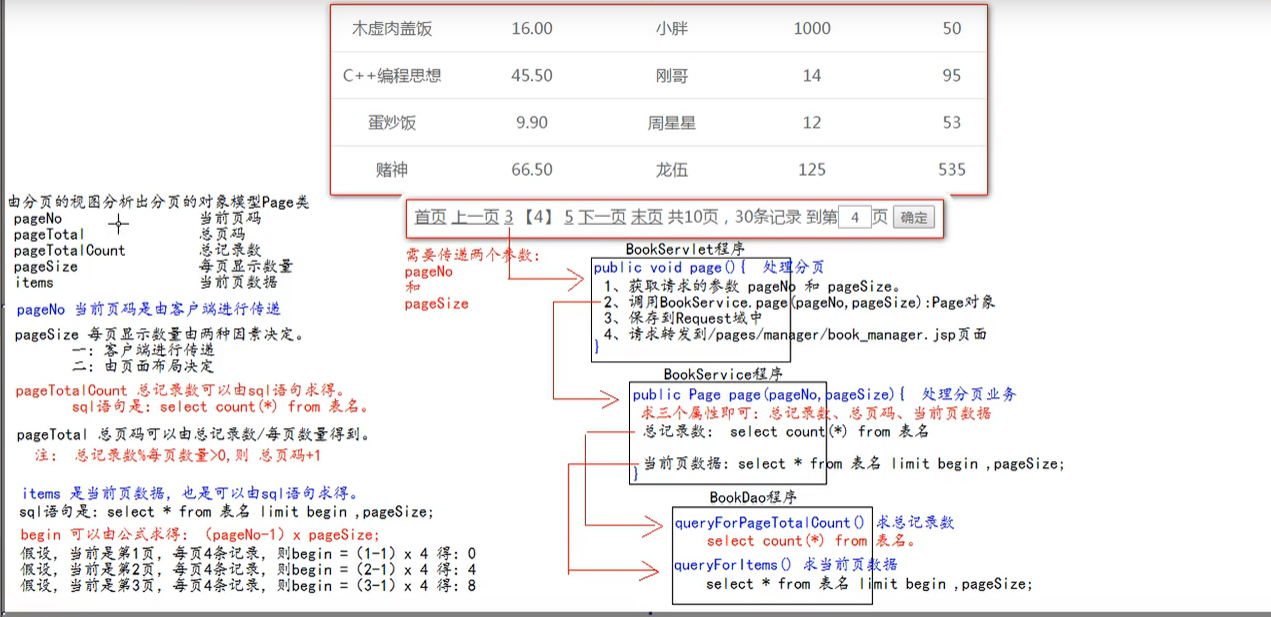 木虚肉盖饭 16.00 小胖 1000 50
C++编程思想 45.50 刚哥 14 95
蛋炒饭 9.90 周星星 12 53
赌神 66.50 龙伍 125 535
首页 上一页 3 【4】 5 下一页 末页 共10页，30条记录 到第 4 页 确定
由分页的视图分析出分页的对象模型Page类
pageNo 当前页码
pageTotal 总页码
pageTotalCount 总记录数
pageSize 每页显示数量
items 当前页数据
pageNo 当前页码是由客户端进行传递
pageSize 每页显示数量由两种因素决定。
一：客户端进行传递
二：由页面布局决定
pageTotalCount 总记录数可以由sql语句求得。
sql语句是：select count(*) from 表名。
pageTotal 总页码可以由总记录数/每页数量得到。
注： 总记录数%每页数量>0,则 总页码+1
items 是当前页数据，也是可以由sql语句求得。
sql语句是：select * from 表名 limit begin ,pageSize;
begin 可以由公式求得：（pageNo-1）x pageSize;
假设，当前是第1页，每页4条记录，则begin =（1-1）x 4 得：0
假设，当前是第2页，每页4条记录，则begin =（2-1）x 4 得：4
假设，当前是第3页，每页4条记录，则begin =（3-1）x 4 得：8
需要传递两个参数：
pageNo
和
pageSize
BookServlet程序
public void page(){ 处理分页
1、获取请求的参数 pageNo 和 pageSize。
2、调用BookService.page(pageNo,pageSize):Page对象
3、保存到Request域中
4、请求转发到/pages/manager/book_manager.jsp页面
}
BookService程序
public Page page(pageNo,pageSize){ 处理分页业务
求三个属性即可：总记录数、总页码、当前页数据
总记录数： select count(*) from 表名
当前页数据：select * from 表名 limit begin ,pageSize;
}
BookDao程序
queryForPageTotalCount() 求总记录数
select count(*) from 表名。
queryForItems() 求当前页数据
select * from 表名 limit begin ,pageSize;